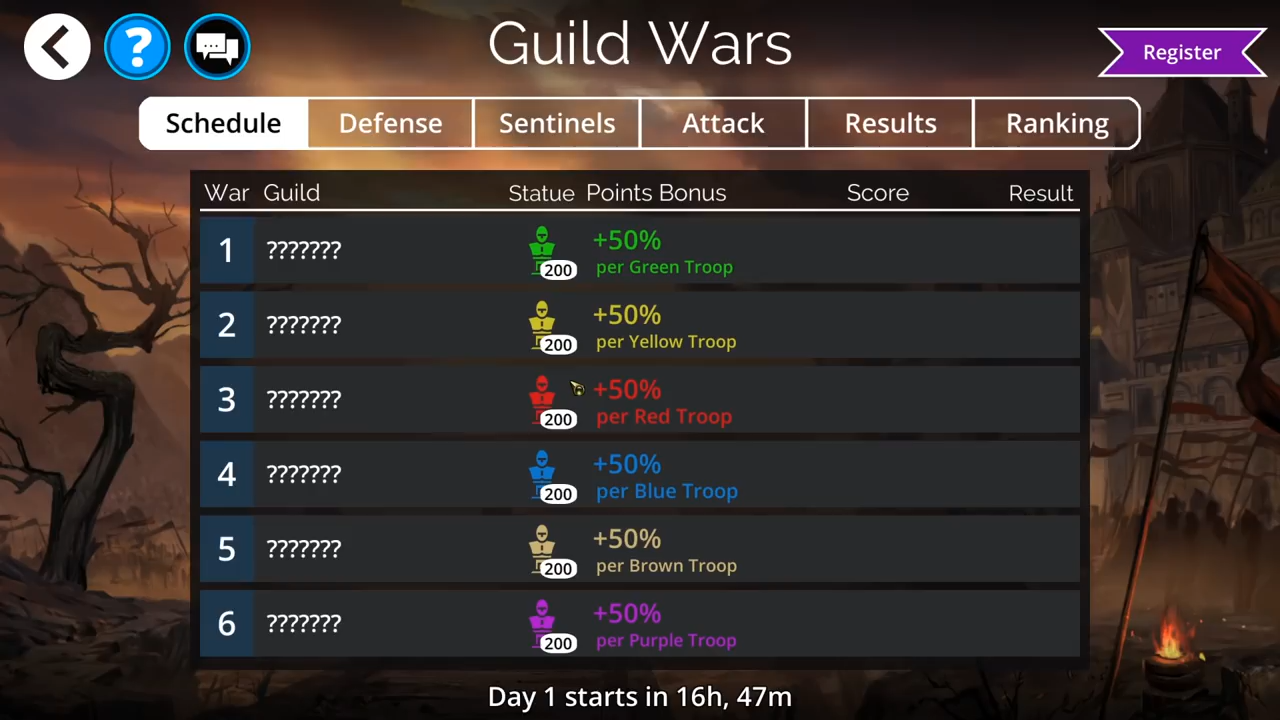 ?
Guild Wars
Register
Schedule Defense Sentinels Attack Results Ranking
War Guild Statue Points Bonus Score Result
1 ??????? 200 +50%
per Green Troop
2 ??????? 200 +50%
per Yellow Troop
3 ??????? 200 +50%
per Red Troop
4 ??????? 200 +50%
per Blue Troop
5 ??????? 200 +50%
per Brown Troop
6 ??????? 200 +50%
per Purple Troop
Day 1 starts in 16h, 47m